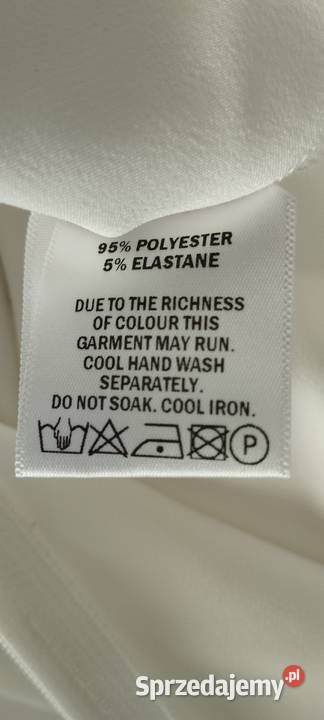 95% POLYESTER
5% ELASTANE
DUE TO THE RICHNESS
OF COLOUR THIS
GARMENT MAY RUN.
COOL HAND WASH
SEPARATELY.
DO NOT SOAK. COOL IRON.
P
Sprzedajemy.pl